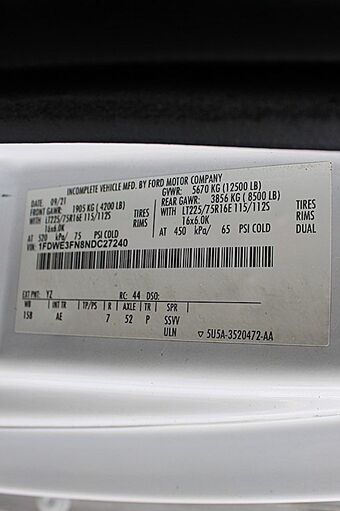 INCOMPLETE VEHICLE MFD. BY FORD MOTOR COMPANY
DATE: 09/21 GVWR: 5670 KG (12500 LB)
FRONT GAWR: 1905 KG ( 4200 LB) REAR GAWR: 3856 KG ( 8500 LB)
WITH LT225/75R16E 115/112S TIRES WITH LT225/75R16E 115/112S TIRES
16x6.0K RIMS 16x6.0K RIMS
AT 520 kPa/ 75 PSI COLD AT 450 kPa/ 65 PSI COLD DUAL
VIN: 1FDWE3FN8NDC27240
EXT PNT: YZ RC: 44 DSO:
WB INT TR TP/PS R AXLE TR SPR
158 AE 7 52 P SSVV
ULN 5U5A-3520472-AA